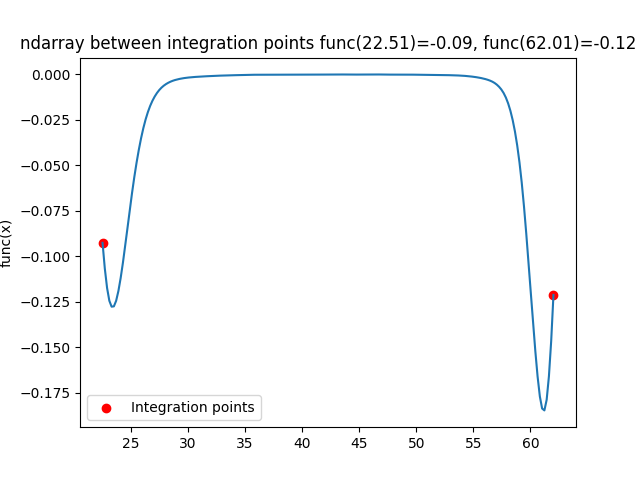 ndarray between integration points func(22.51)=-0.09, func(62.01)=-0.12
0.000
−0.025
−0.050
−0.075
−0.100
−0.125
−0.150
−0.175
func(x)
Integration points
25 30 35 40 45 50 55 60